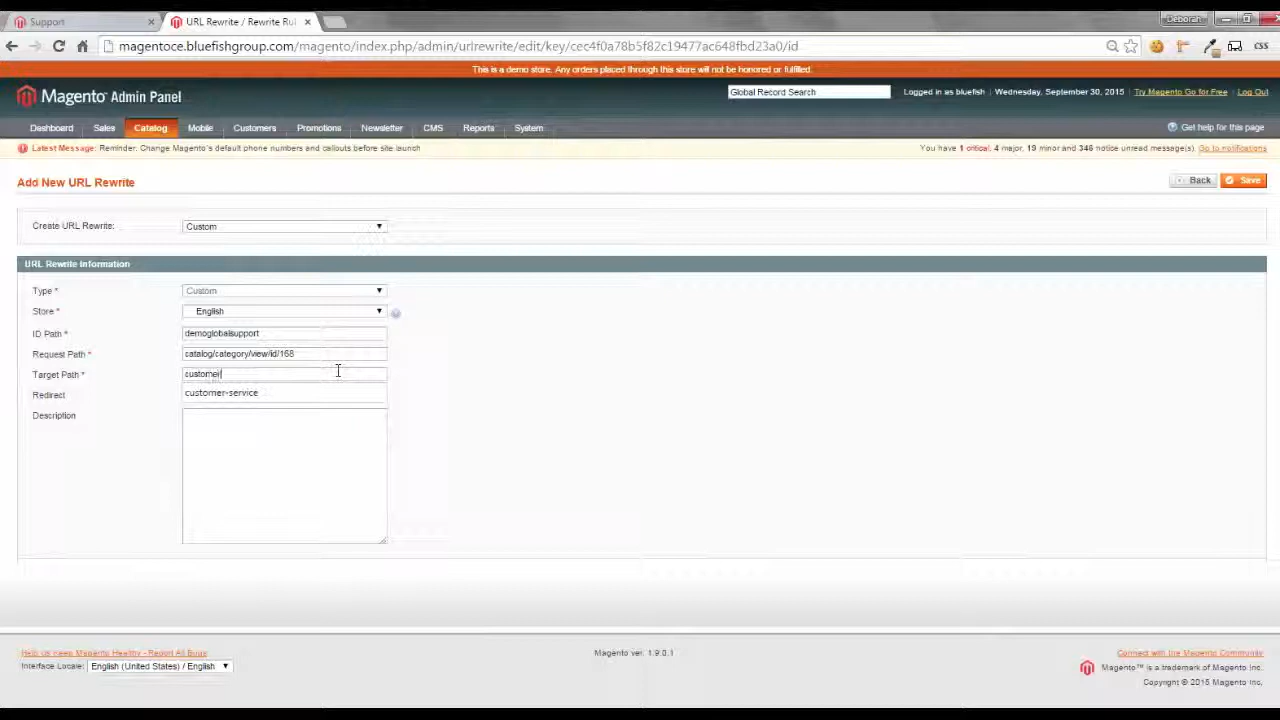 Support
URL Rewrite / Rewrite Rul
Deborah
magentoce.bluefishgroup.com/magento/index.php/admin/urlrewrite/edit/key/cec4f0a78b5f82c19477ac648fbd23a0/id
CSS
This is a demo store. Any orders placed through this store will not be honored or fulfilled.
Magento Admin Panel
Global Record Search
Logged in as bluefish | Wednesday, September 30, 2015 | Try Magento Go for Free | Log Out
Dashboard Sales Catalog Mobile Customers Promotions Newsletter CMS Reports System
Get help for this page
Latest Message: Reminder: Change Magento's default phone numbers and callouts before site launch
You have 1 critical, 4 major, 19 minor and 346 notice unread message(s). Go to notifications
Add New URL Rewrite
Back Save
Create URL Rewrite: Custom
URL Rewrite Information
Type * Custom
Store * English
ID Path * demoglobalsupport
Request Path * catalog/category/view/id/168
Target Path * customer
Redirect customer-service
Description
Help Us Keep Magento Healthy - Report All Bugs
Interface Locale: English (United States) / English
Magento ver. 1.9.0.1
Connect with the Magento Community
Magento™ is a trademark of Magento Inc.
Copyright © 2015 Magento Inc.